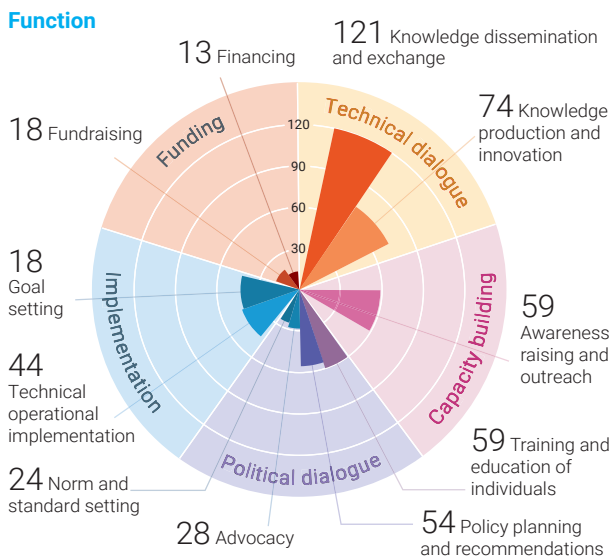 Function
13 Financing
121 Knowledge dissemination
and exchange
18 Fundraising
74 Knowledge
production and
innovation
Funding
Technical dialogue
120
90
60
30
18
Goal
setting
Implementation
Capacity building
59
Awareness
raising and
outreach
44
Technical
operational
implementation
Political dialogue
59 Training and
education of
individuals
24 Norm and
standard setting
28 Advocacy
54 Policy planning
and recommendations